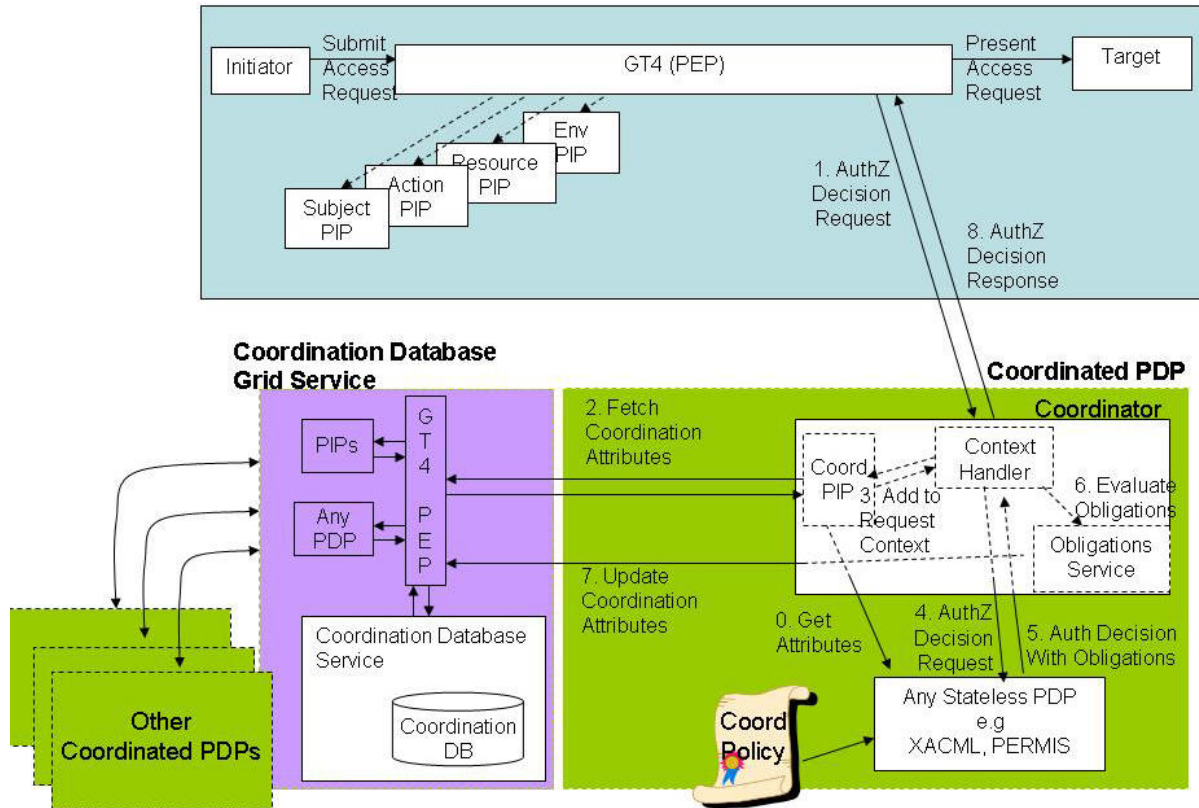 Initiator
Submit
Access
Request
GT4 (PEP)
Present
Access
Request
Target
Env
PIP
Resource
PIP
Action
PIP
Subject
PIP
1. AuthZ
Decision
Request
8. AuthZ
Decision
Response
Coordination Database
Grid Service
Coordinated PDP
Coordinator
PIPs
Any
PDP
G
T
4
P
E
P
2. Fetch
Coordination
Attributes
Coord
PIP
Context
Handler
3. Add to
Request
Context
6. Evaluate
Obligations
Obligations
Service
7. Update
Coordination
Attributes
0. Get
Attributes
4. AuthZ
Decision
Request
5. Auth Decision
With Obligations
Coordination Database
Service
Coordination
DB
Other
Coordinated PDPs
Coord
Policy
Any Stateless PDP
e.g
XACML, PERMIS